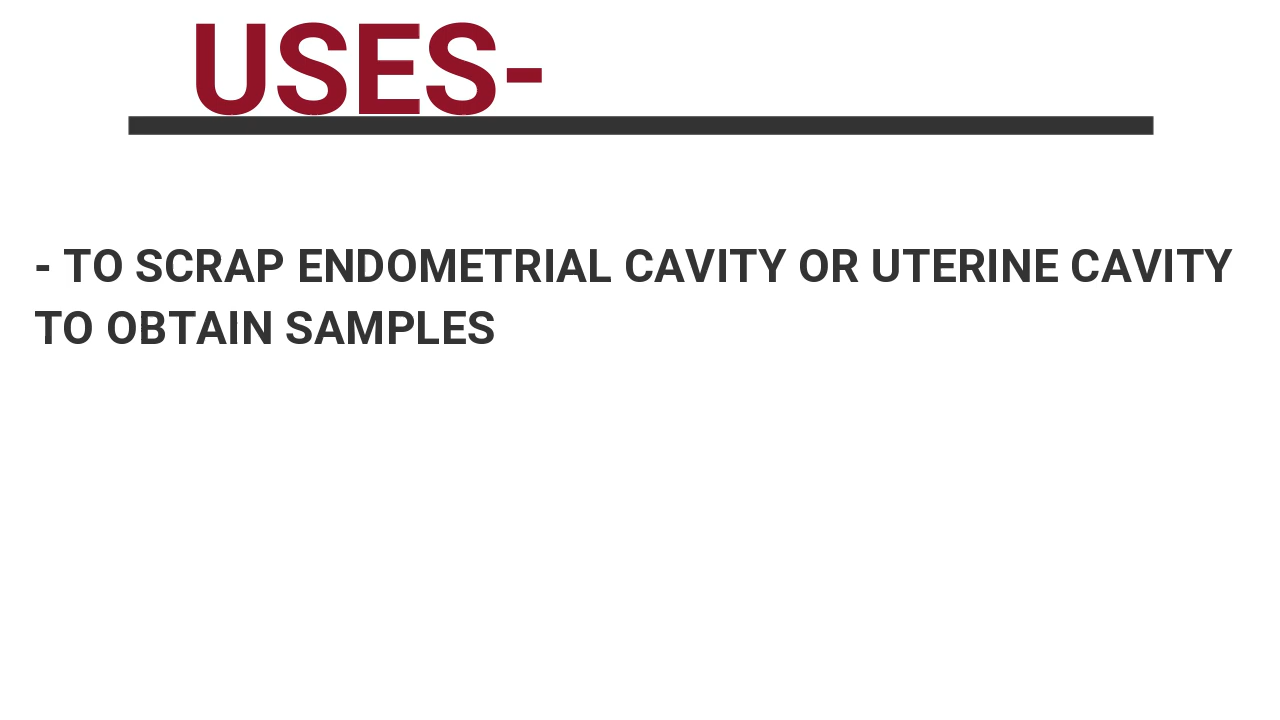 USES-
- TO SCRAP ENDOMETRIAL CAVITY OR UTERINE CAVITY
TO OBTAIN SAMPLES